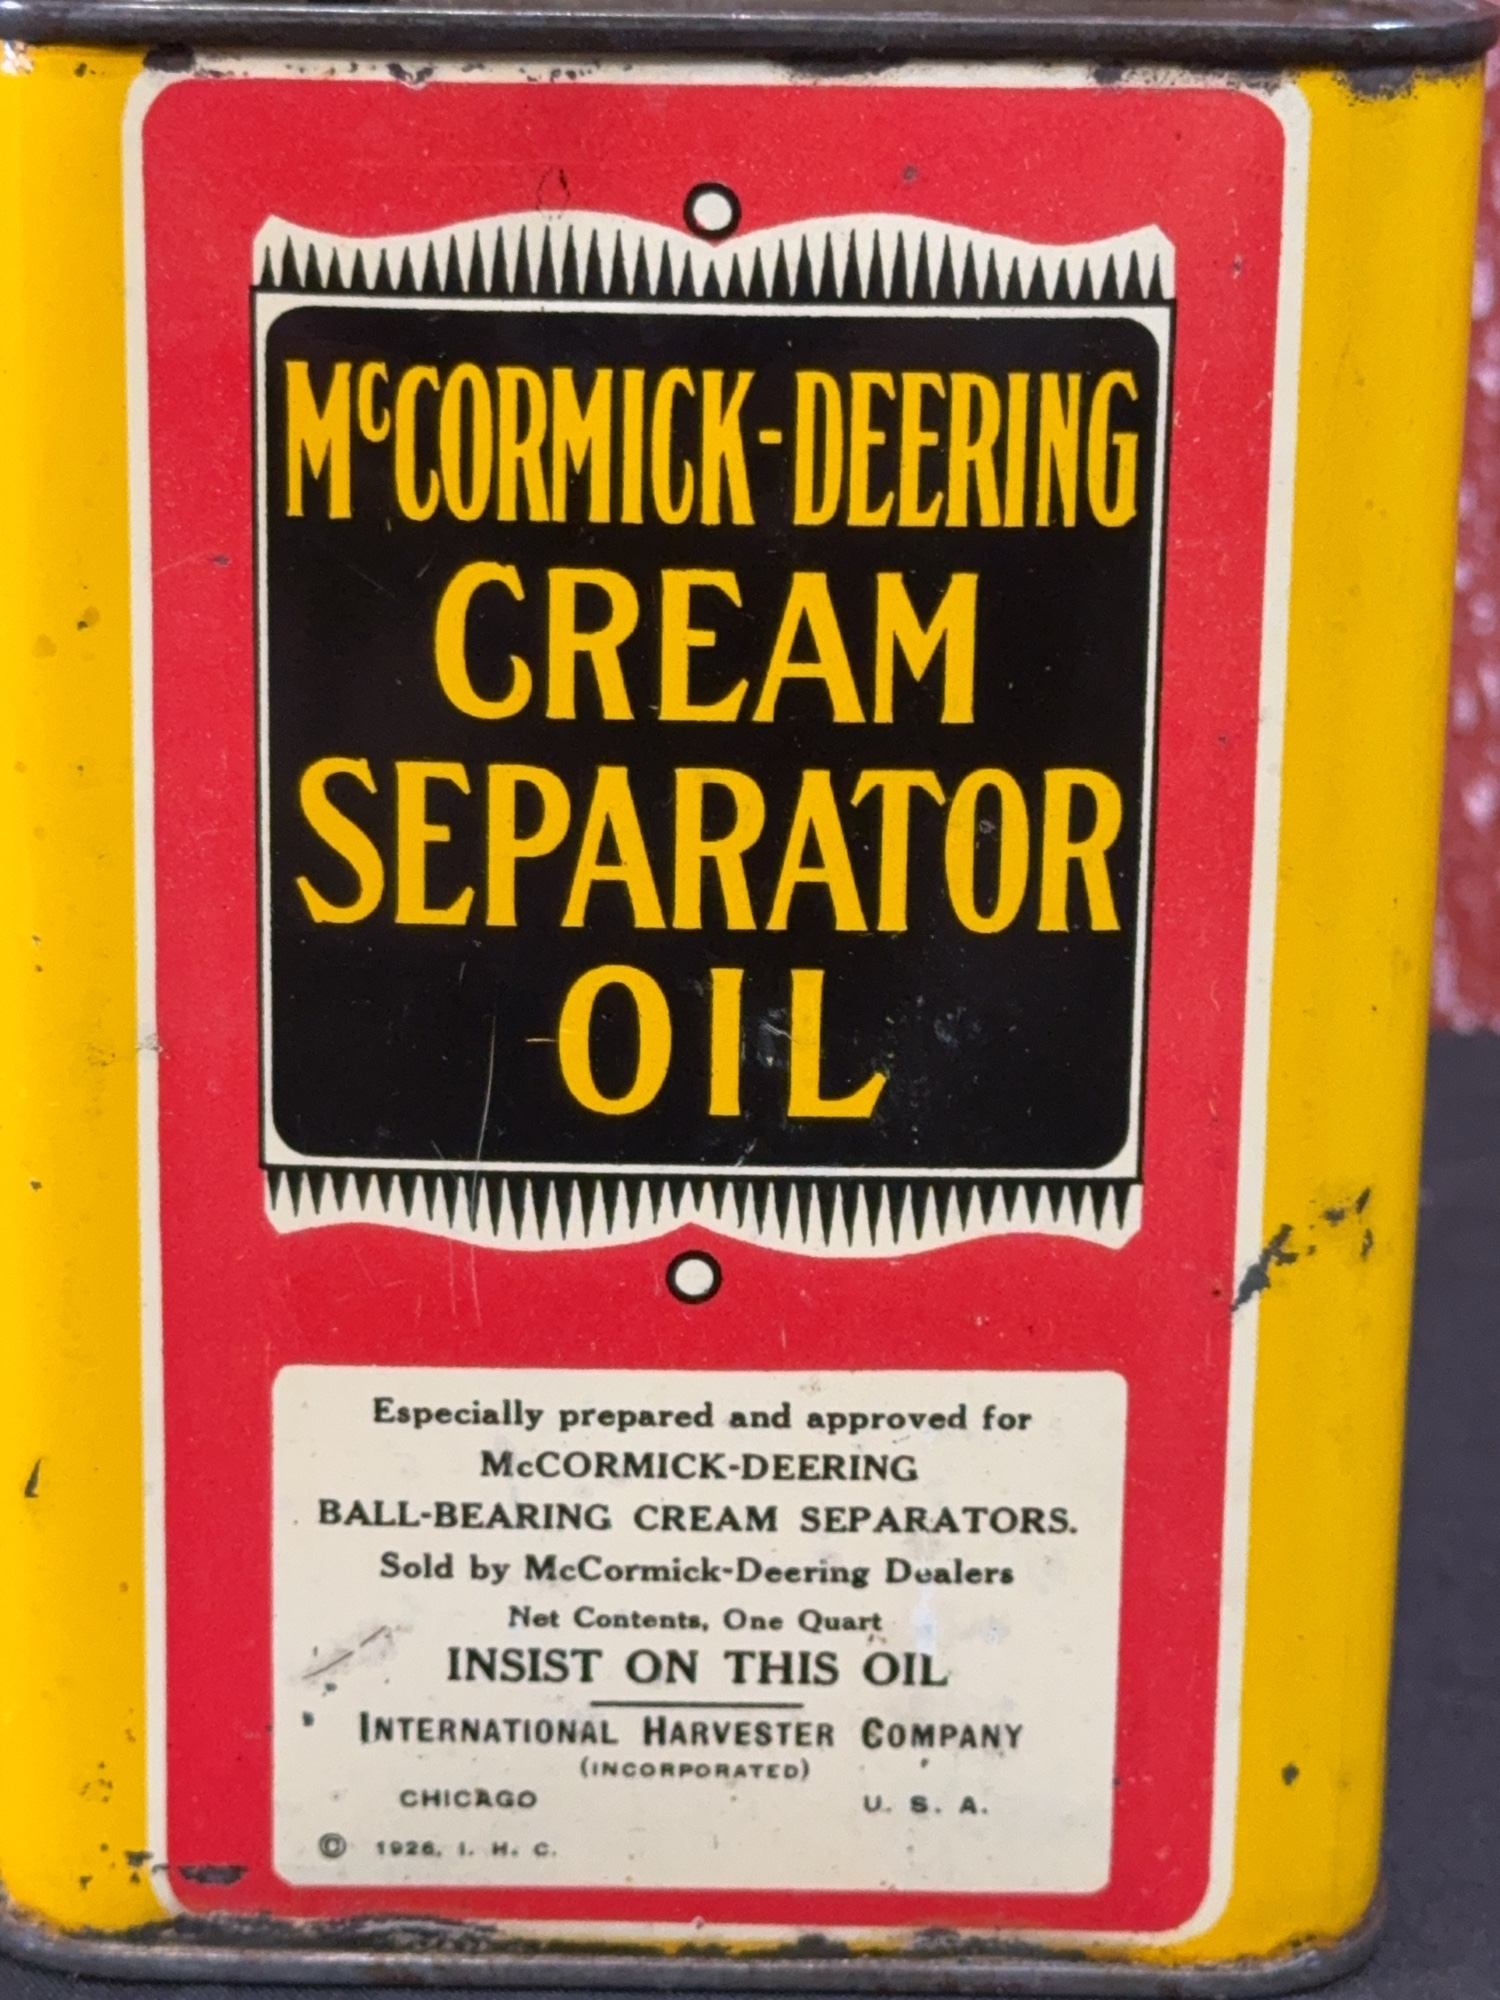 McCORMICK-DEERING
CREAM
SEPARATOR
OIL
Especially prepared and approved for
McCORMICK-DEERING
BALL-BEARING CREAM SEPARATORS.
Sold by McCormick-Deering Dealers
Net Contents, One Quart
INSIST ON THIS OIL
INTERNATIONAL HARVESTER COMPANY
(INCORPORATED)
CHICAGO U. S. A.
© 1926. I. H. C.